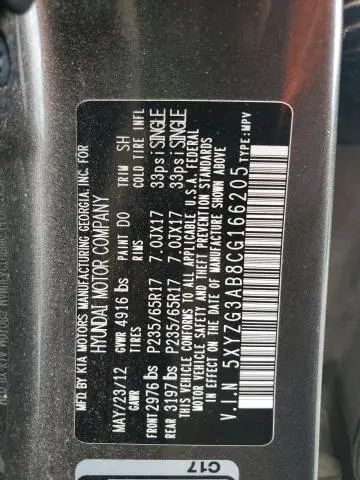 MFD. BY KIA MOTORS MANUFACTURING GEORGIA, INC. FOR
HYUNDAI MOTOR COMPANY
MAY/23/12 GVWR 4916 lbs PAINT DO TRIM SH
GAWR RIMS COLD TIRE INFL
FRONT 2976 lbs P235/65R17 7.0JX17 33psi SINGLE
REAR 3197 lbs P235/65R17 7.0JX17 33psi SINGLE
THIS VEHICLE CONFORMS TO ALL APPLICABLE U.S. FEDERAL
MOTOR VEHICLE SAFETY AND THEFT PREVENTION STANDARDS
IN EFFECT ON THE DATE OF MANUFACTURE SHOWN ABOVE.
V.I.N 5XYZG3AB8CG166205 TYPE:MPV
C17